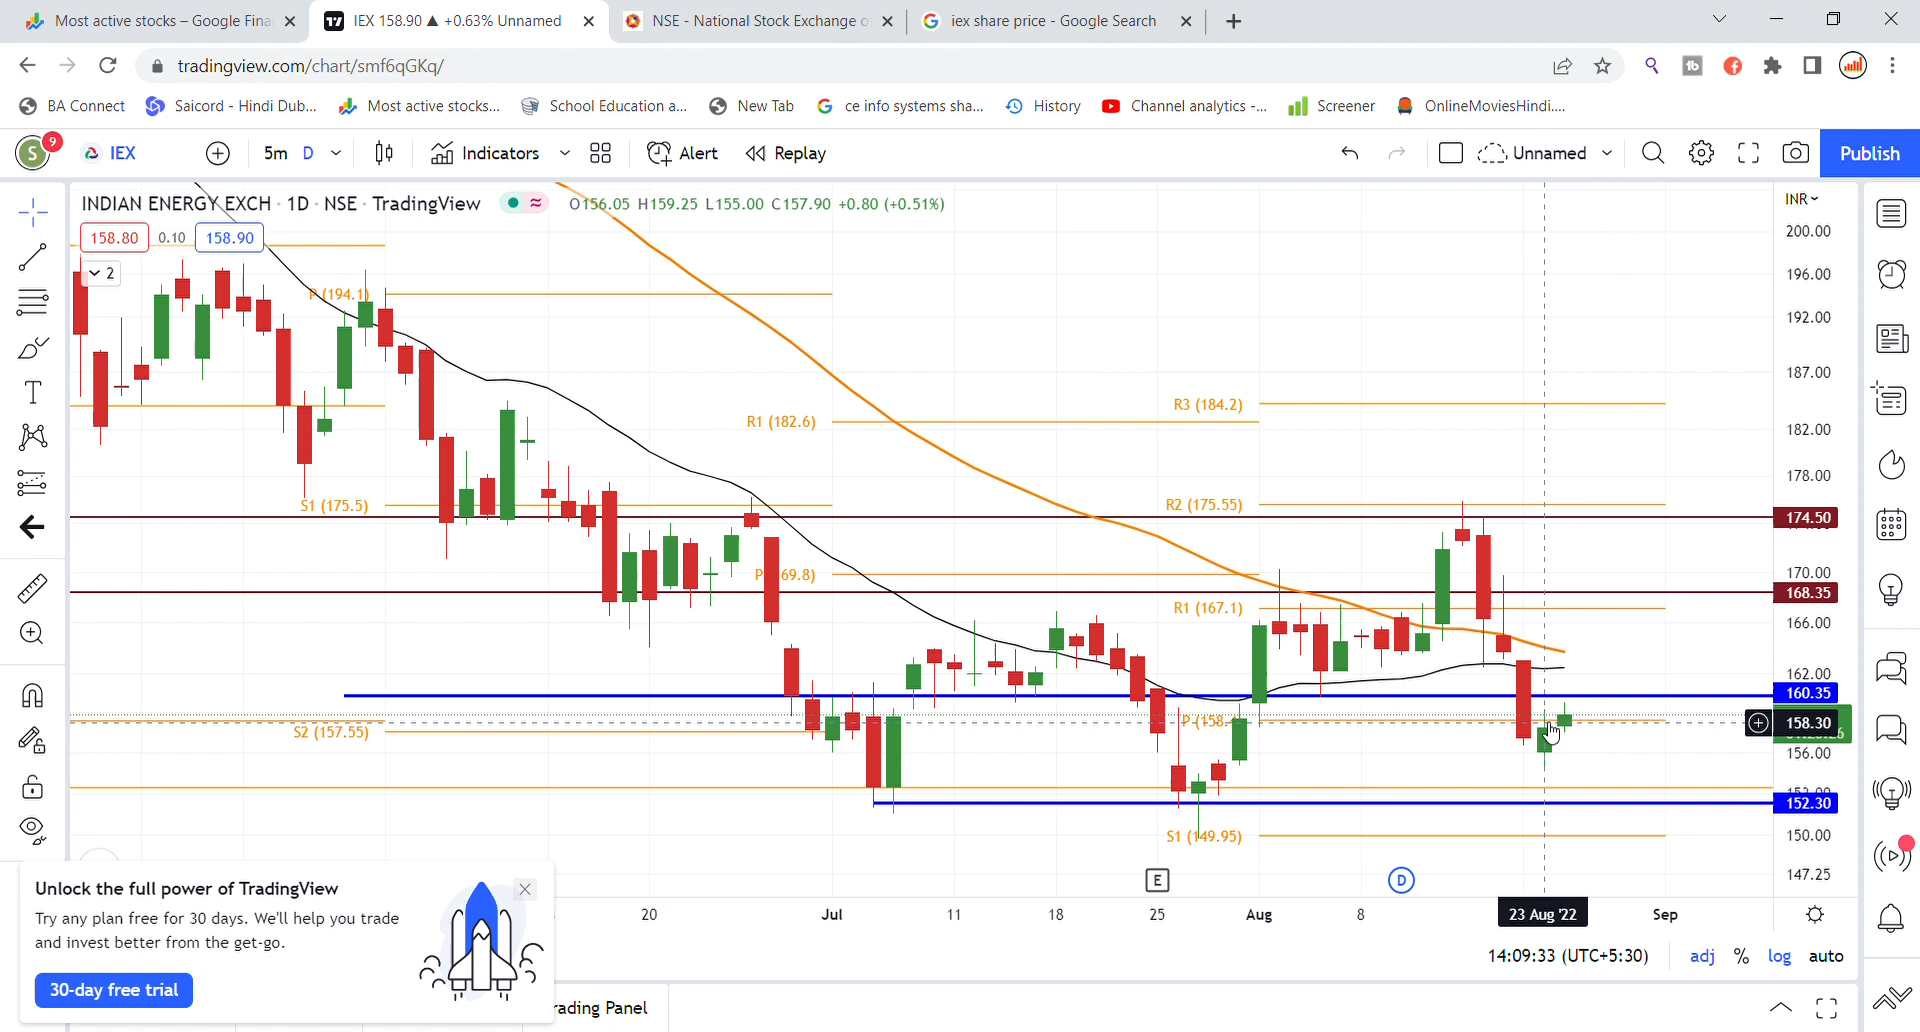 Most active stocks – Google Fina
IEX 158.90 ▲ +0.63% Unnamed
NSE - National Stock Exchange o
iex share price - Google Search
tradingview.com/chart/smf6qGKq/
BA Connect
Saicord - Hindi Dub...
Most active stocks...
School Education a...
New Tab
ce info systems sha...
History
Channel analytics -...
Screener
OnlineMoviesHindi....
S
9
IEX
5m
D
Indicators
Alert
Replay
Unnamed
Publish
INDIAN ENERGY EXCH · 1D · NSE · TradingView
O156.05 H159.25 L155.00 C157.90 +0.80 (+0.51%)
INR
158.80
0.10
158.90
2
200.00
196.00
192.00
187.00
182.00
178.00
174.50
170.00
168.35
166.00
162.00
160.35
158.30
156.00
152.30
150.00
147.25
P (194.1)
R3 (184.2)
R1 (182.6)
S1 (175.5)
R2 (175.55)
R1 (167.1)
S2 (157.55)
S1 (149.95)
E
D
20
Jul
11
18
25
Aug
8
23 Aug '22
Sep
14:09:33 (UTC+5:30)
adj
%
log
auto
Unlock the full power of TradingView
Try any plan free for 30 days. We'll help you trade
and invest better from the get-go.
30-day free trial
rading Panel